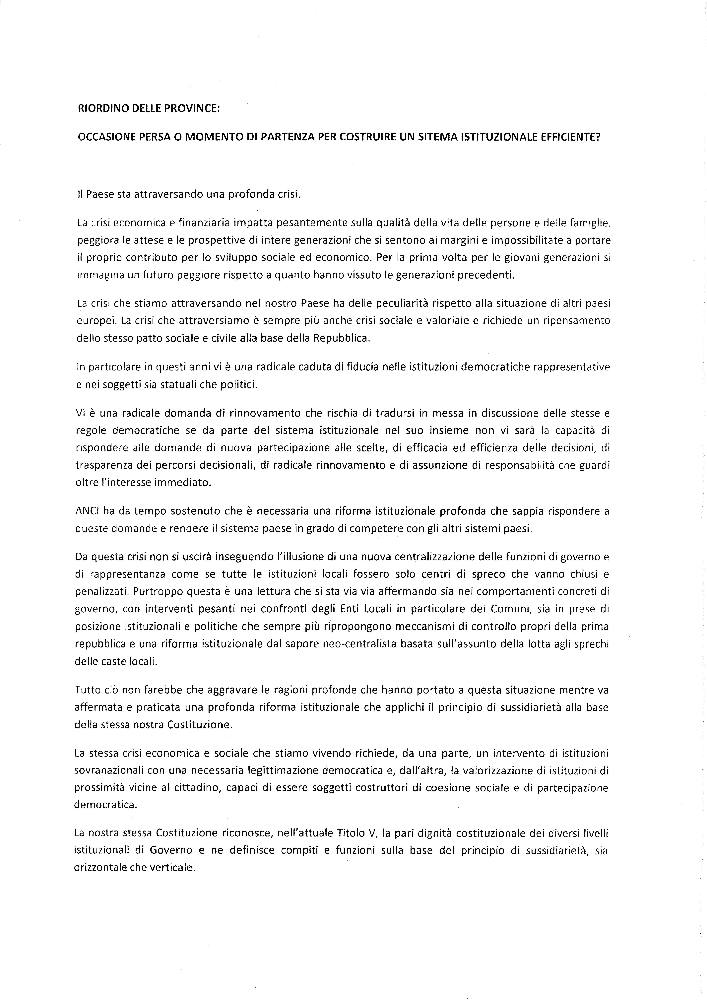 RIORDINO DELLE PROVINCE:
OCCASIONE PERSA O MOMENTO DI PARTENZA PER COSTRUIRE UN SITEMA ISTITUZIONALE EFFICIENTE?
Il Paese sta attraversando una profonda crisi.
La crisi economica e finanziaria impatta pesantemente sulla qualità della vita delle persone e delle famiglie,
peggiora le attese e le prospettive di intere generazioni che si sentono ai margini e impossibilitate a portare
il proprio contributo per lo sviluppo sociale ed economico. Per la prima volta per le giovani generazioni si
immagina un futuro peggiore rispetto a quanto hanno vissuto le generazioni precedenti.
La crisi che stiamo attraversando nel nostro Paese ha delle peculiarità rispetto alla situazione di altri paesi
europei. La crisi che attraversiamo è sempre più anche crisi sociale e valoriale e richiede un ripensamento
dello stesso patto sociale e civile alla base della Repubblica.
In particolare in questi anni vi è una radicale caduta di fiducia nelle istituzioni democratiche rappresentative
e nei soggetti sia statuali che politici.
Vi è una radicale domanda di rinnovamento che rischia di tradursi in messa in discussione delle stesse e
regole democratiche se da parte del sistema istituzionale nel suo insieme non vi sarà la capacità di
rispondere alle domande di nuova partecipazione alle scelte, di efficacia ed efficienza delle decisioni, di
trasparenza dei percorsi decisionali, di radicale rinnovamento e di assunzione di responsabilità che guardi
oltre l'interesse immediato.
ANCI ha da tempo sostenuto che è necessaria una riforma istituzionale profonda che sappia rispondere a
queste domande e rendere il sistema paese in grado di competere con gli altri sistemi paesi.
Da questa crisi non si uscirà inseguendo l'illusione di una nuova centralizzazione delle funzioni di governo e
di rappresentanza come se tutte le istituzioni locali fossero solo centri di spreco che vanno chiusi e
penalizzati. Purtroppo questa è una lettura che si sta via via affermando sia nei comportamenti concreti di
governo, con interventi pesanti nei confronti degli Enti Locali in particolare dei Comuni, sia in prese di
posizione istituzionali e politiche che sempre più ripropongono meccanismi di controllo propri della prima
repubblica e una riforma istituzionale dal sapore neo-centralista basata sull'assunto della lotta agli sprechi
delle caste locali.
Tutto ciò non farebbe che aggravare le ragioni profonde che hanno portato a questa situazione mentre va
affermata e praticata una profonda riforma istituzionale che applichi il principio di sussidiarietà alla base
della stessa nostra Costituzione.
La stessa crisi economica e sociale che stiamo vivendo richiede, da una parte, un intervento di istituzioni
sovranazionali con una necessaria legittimazione democratica e, dall'altra, la valorizzazione di istituzioni di
prossimità vicine al cittadino, capaci di essere soggetti costruttori di coesione sociale e di partecipazione
democratica.
La nostra stessa Costituzione riconosce, nell'attuale Titolo V, la pari dignità costituzionale dei diversi livelli
istituzionali di Governo e ne definisce compiti e funzioni sulla base del principio di sussidiarietà, sia
orizzontale che verticale.